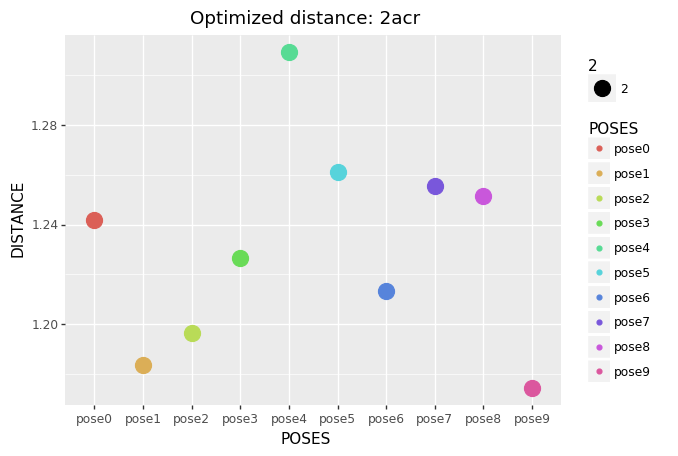 Optimized distance: 2acr
DISTANCE
1.28
1.24
1.20
pose0 pose1 pose2 pose3 pose4 pose5 pose6 pose7 pose8 pose9
POSES
2
2
POSES
pose0
pose1
pose2
pose3
pose4
pose5
pose6
pose7
pose8
pose9